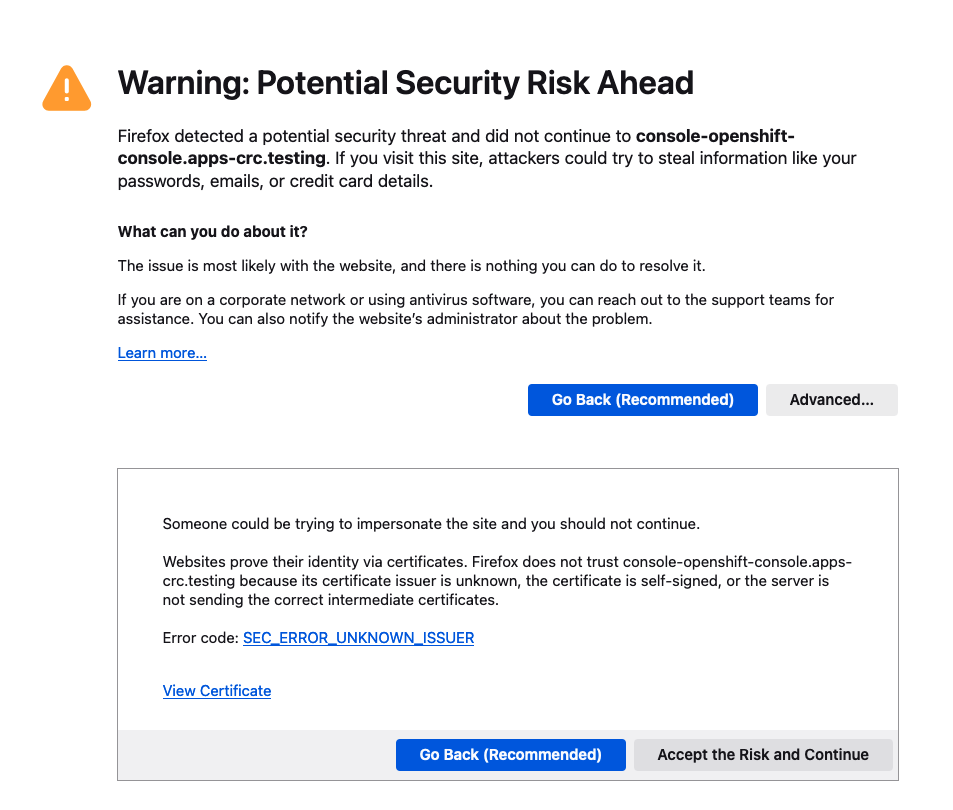 Warning: Potential Security Risk Ahead
Firefox detected a potential security threat and did not continue to console-openshift-
console.apps-crc.testing. If you visit this site, attackers could try to steal information like your
passwords, emails, or credit card details.
What can you do about it?
The issue is most likely with the website, and there is nothing you can do to resolve it.
If you are on a corporate network or using antivirus software, you can reach out to the support teams for
assistance. You can also notify the website’s administrator about the problem.
Learn more…
Go Back (Recommended)
Advanced...
Someone could be trying to impersonate the site and you should not continue.
Websites prove their identity via certificates. Firefox does not trust console-openshift-console.apps-
crc.testing because its certificate issuer is unknown, the certificate is self-signed, or the server is
not sending the correct intermediate certificates.
Error code: SEC_ERROR_UNKNOWN_ISSUER
View Certificate
Go Back (Recommended)
Accept the Risk and Continue